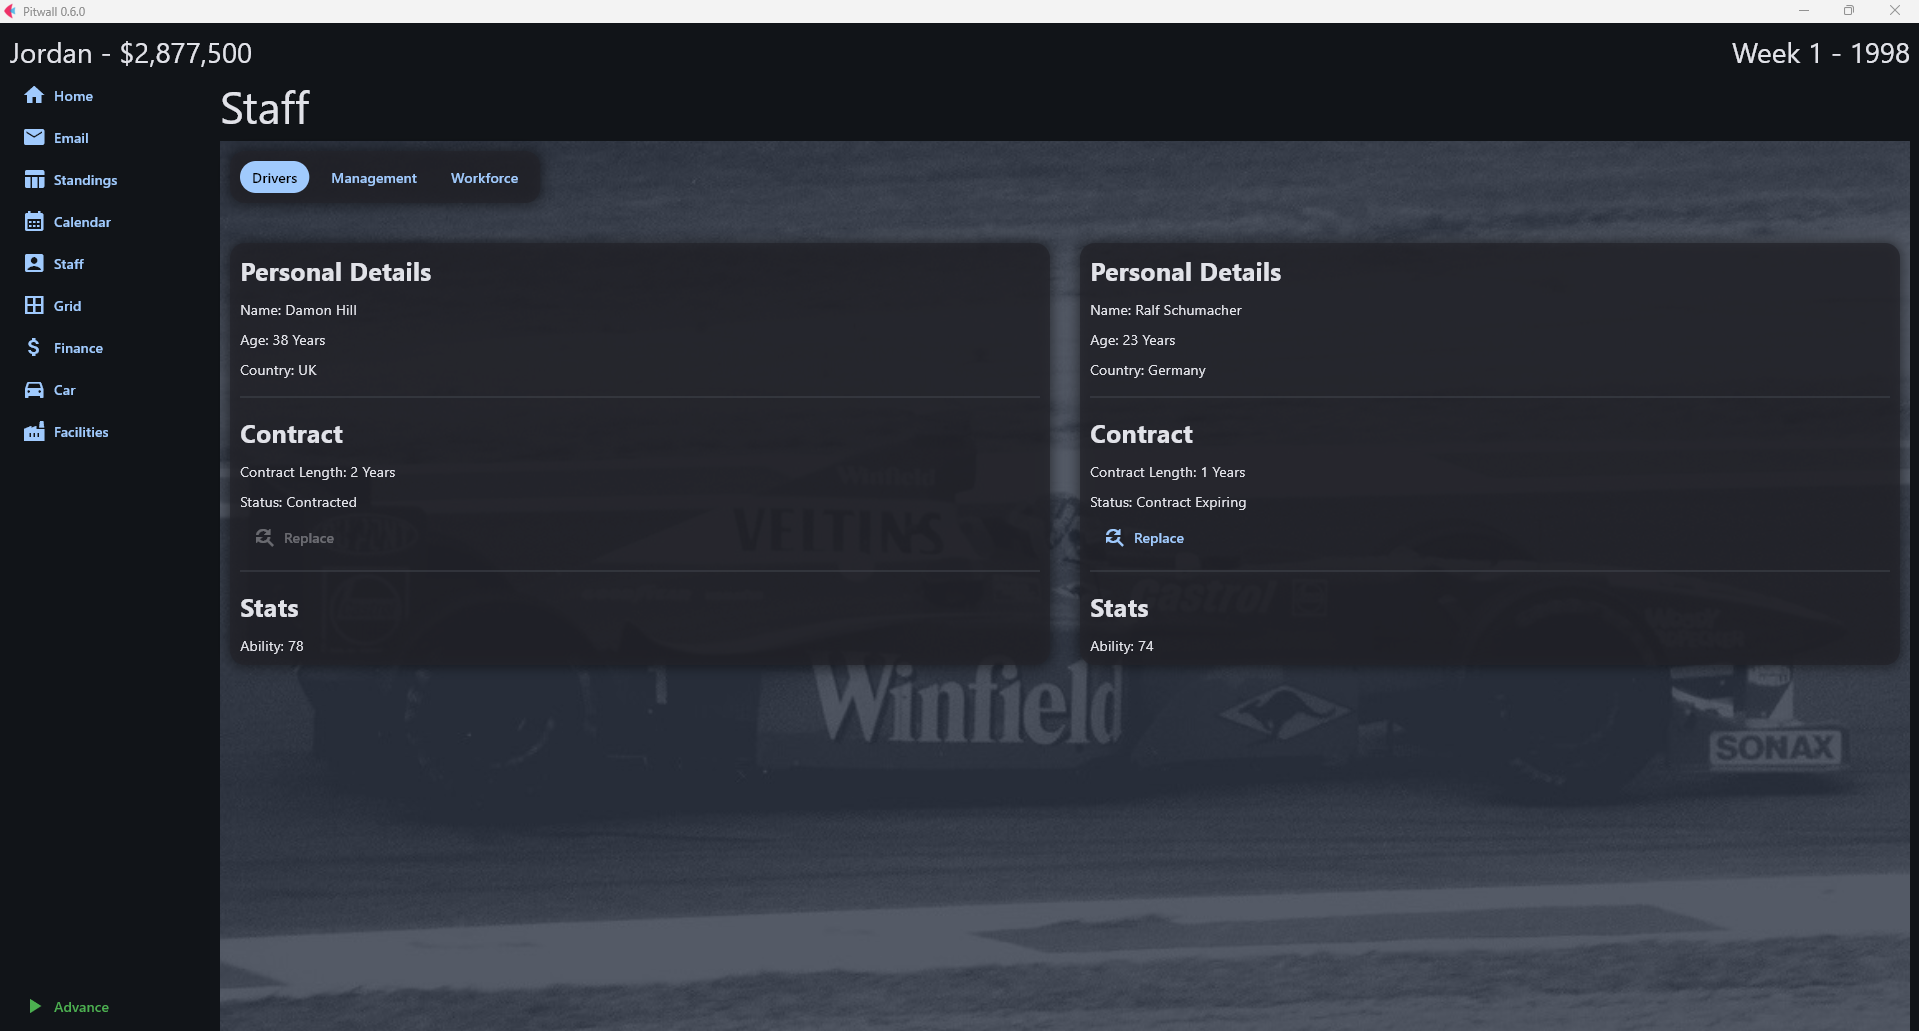 Pitwall 0.6.0
Jordan - $2,877,500
Week 1 - 1998
Home
Email
Standings
Calendar
Staff
Grid
Finance
Car
Facilities
Advance
Staff
Drivers
Management
Workforce
Personal Details
Name: Damon Hill
Age: 38 Years
Country: UK
Contract
Contract Length: 2 Years
Status: Contracted
Replace
Stats
Ability: 78
Personal Details
Name: Ralf Schumacher
Age: 23 Years
Country: Germany
Contract
Contract Length: 1 Years
Status: Contract Expiring
Replace
Stats
Ability: 74
Winfield
VELTINS
Castrol
Winfield
SONAX